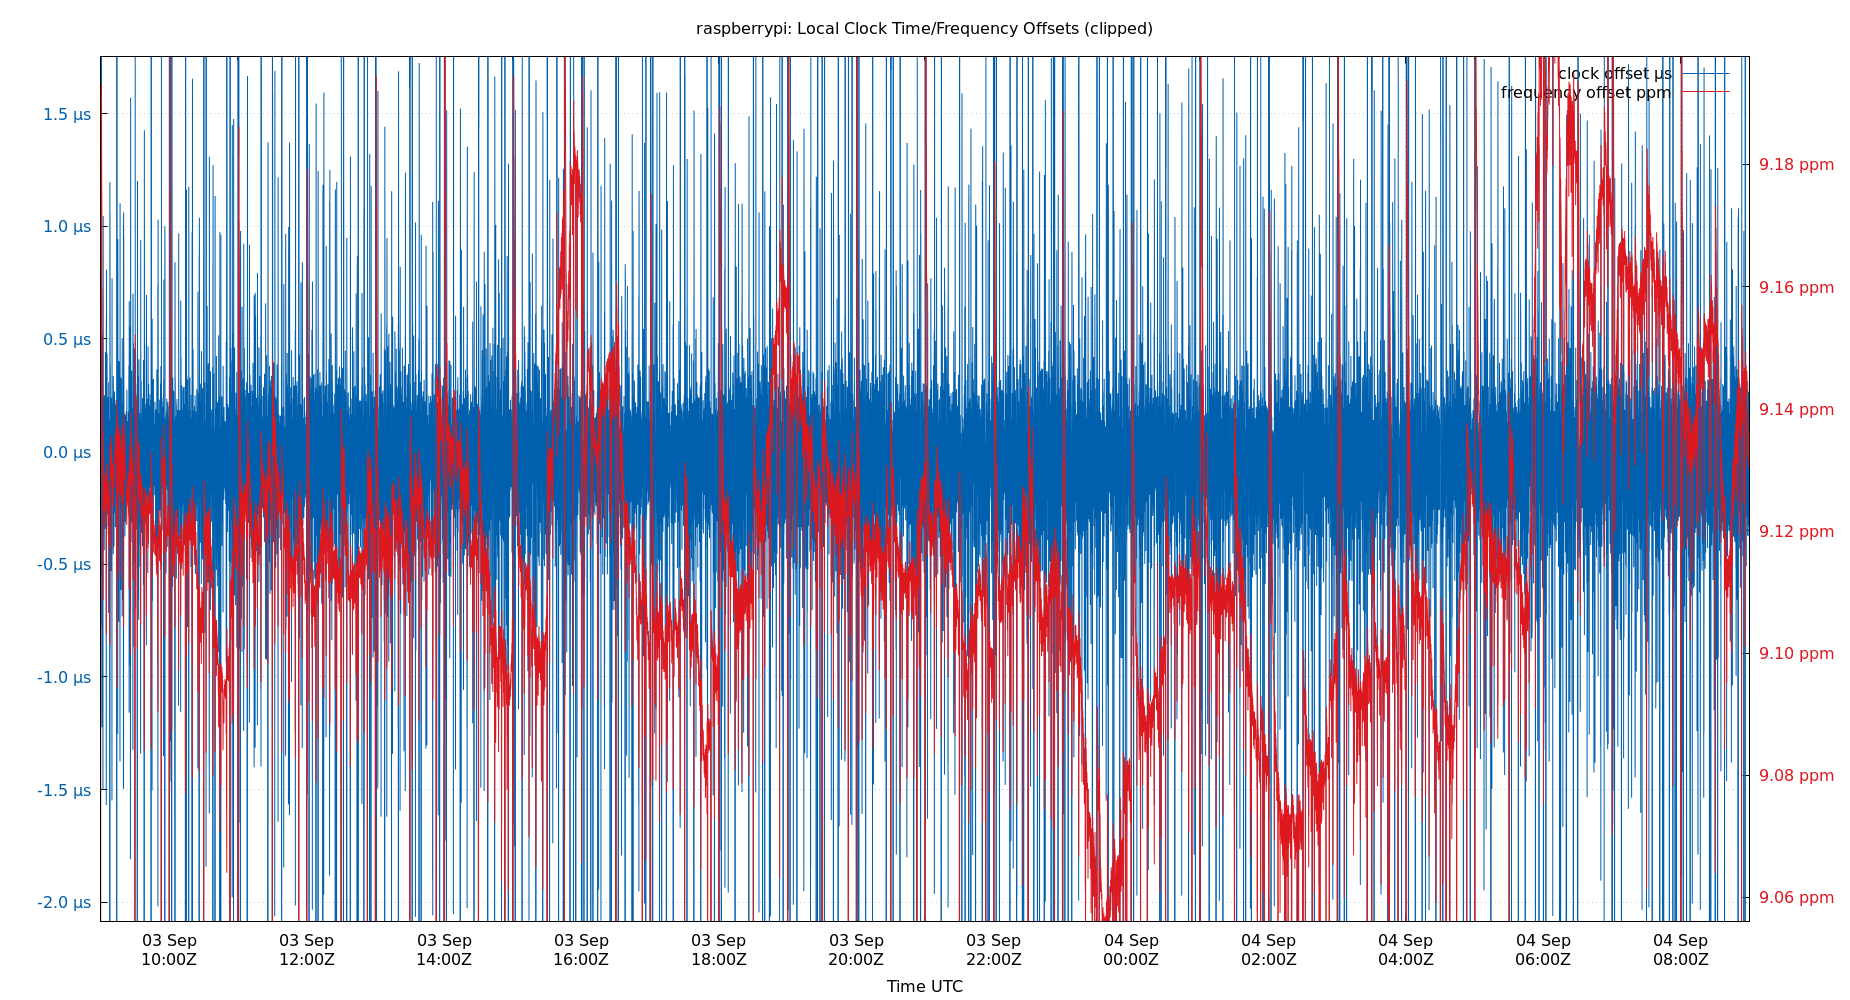 raspberrypi: Local Clock Time/Frequency Offsets (clipped)
clock offset µs
frequency offset ppm
1.5 µs
1.0 µs
0.5 µs
0.0 µs
-0.5 µs
-1.0 µs
-1.5 µs
-2.0 µs
9.18 ppm
9.16 ppm
9.14 ppm
9.12 ppm
9.10 ppm
9.08 ppm
9.06 ppm
03 Sep 03 Sep 03 Sep 03 Sep 03 Sep 03 Sep 03 Sep 04 Sep 04 Sep 04 Sep 04 Sep 04 Sep
10:00Z 12:00Z 14:00Z 16:00Z 18:00Z 20:00Z 22:00Z 00:00Z 02:00Z 04:00Z 06:00Z 08:00Z
Time UTC